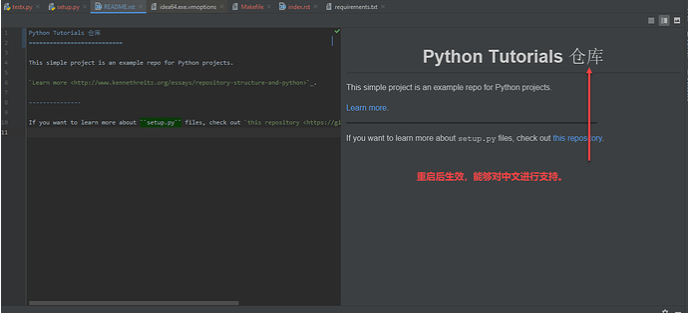 testx.py setup.py README.rst idea64.exe.vmoptions Makefile index.rst requirements.txt
1 Python Tutorials 仓库
2 ===========================
3
4 This simple project is an example repo for Python projects.
5
6 `Learn more <http://www.kennethreitz.org/essays/repository-structure-and-python>`_.
7
8 ---------------
9
10 If you want to learn more about ``setup.py`` files, check out `this repository <https://gi
11
Python Tutorials 仓库
This simple project is an example repo for Python projects.
Learn more.
If you want to learn more about setup.py files, check out this repository.
重启后生效，能够对中文进行支持。